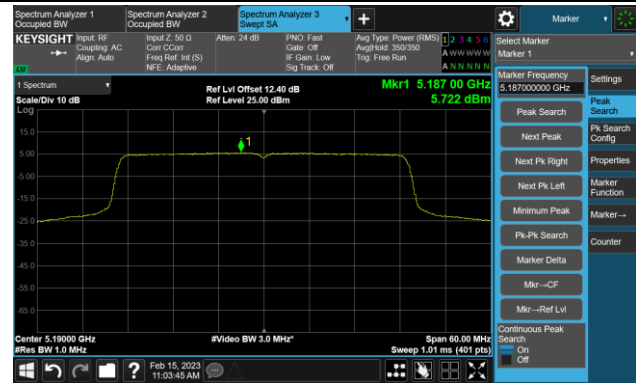 Spectrum Analyzer 1
Occupied BW
Spectrum Analyzer 2
Occupied BW
Spectrum Analyzer 3
Swept SA
Marker
KEYSIGHT
Input: RF
Coupling: AC
Align: Auto
Input Z: 50 Ω
Corr CCorr
Freq Ref: Int (S)
NFE: Adaptive
Atten: 24 dB
PNO: Fast
Gate: Off
IF Gain: Low
Sig Track: Off
Avg Type: Power (RMS)
Avg|Hold: 350/350
Trig: Free Run
1 2 3 4 5 6
A W W W W W
A N N N N N
Select Marker
Marker 1
LXI
1 Spectrum
Scale/Div 10 dB
Ref Lvl Offset 12.40 dB
Ref Level 25.00 dBm
Mkr1 5.187 00 GHz
5.722 dBm
Log
15.0
5.00
-5.00
-15.0
-25.0
-35.0
-45.0
-55.0
-65.0
1
Center 5.19000 GHz
#Res BW 1.0 MHz
#Video BW 3.0 MHz*
Span 60.00 MHz
Sweep 1.01 ms (401 pts)
Marker Frequency
5.187000000 GHz
Peak Search
Next Peak
Next Pk Right
Next Pk Left
Minimum Peak
Pk-Pk Search
Marker Delta
Mkr→CF
Mkr→Ref Lvl
Continuous Peak
Search
On
Off
Settings
Peak
Search
Pk Search
Config
Properties
Marker
Function
Marker→
Counter
Feb 15, 2023
11:03:45 AM